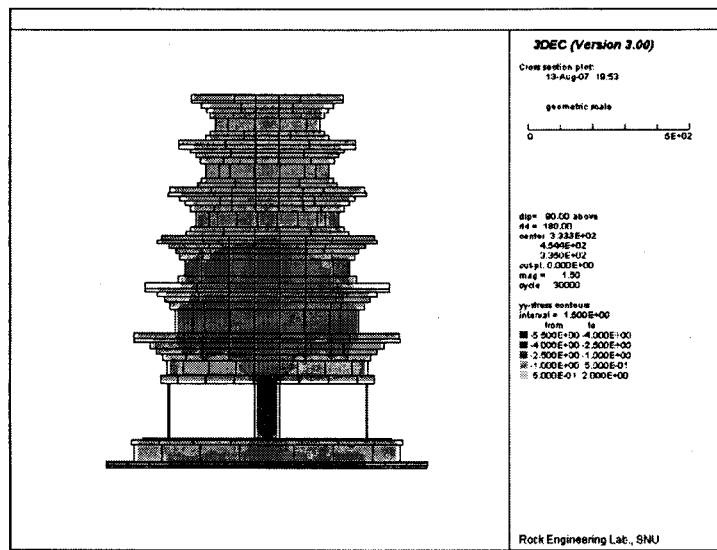 3DEC (Version 3.00)
Cross section plot:
13-Aug-07 19:53
geometric scale
0 5E+02
dip= 90.00 above
dd = 180.00
center 3.333E+02
4.544E+02
3.350E+02
cut-pl. 0.000E+00
mag = 1.50
cycle 30000
yy-stress contours
interval = 1.500E+00
from to
-5.500E+00 -4.000E+00
-4.000E+00 -2.500E+00
-2.500E+00 -1.000E+00
-1.000E+00 5.000E-01
5.000E-01 2.000E+00
Rock Engineering Lab., SNU